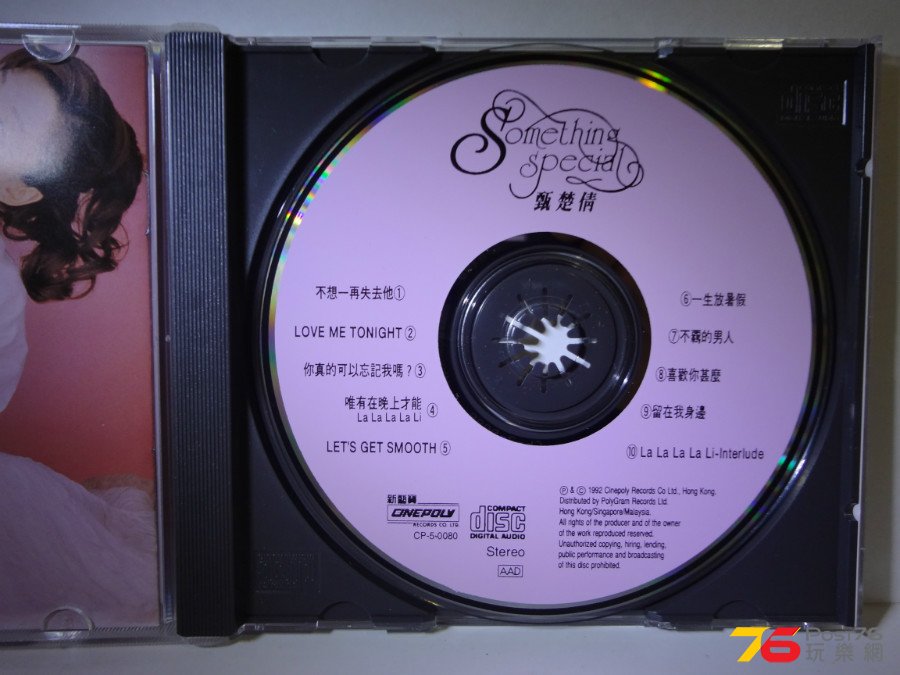 Something
special
甄楚倩
不想一再失去他①
LOVE ME TONIGHT ②
你真的可以忘記我嗎？③
唯有在晚上才能 ④
La La La La Li
LET'S GET SMOOTH ⑤
⑥一生放暑假
⑦不羈的男人
⑧喜歡你甚麼
⑨留在我身邊
⑩ La La La La Li-Interlude
新藝寶
CINEPOLY
RECORDS CO LTD
CP-5-0080
COMPACT
disc
DIGITAL AUDIO
Stereo
AAD
Ⓟ & Ⓒ 1992 Cinepoly Records Co Ltd., Hong Kong.
Distributed by PolyGram Records Ltd.
Hong Kong/Singapore/Malaysia.
All rights of the producer and of the owner
of the work reproduced reserved.
Unauthorized copying, hiring, lending,
public performance and broadcasting
of this disc prohibited.
76 Post76
玩樂網